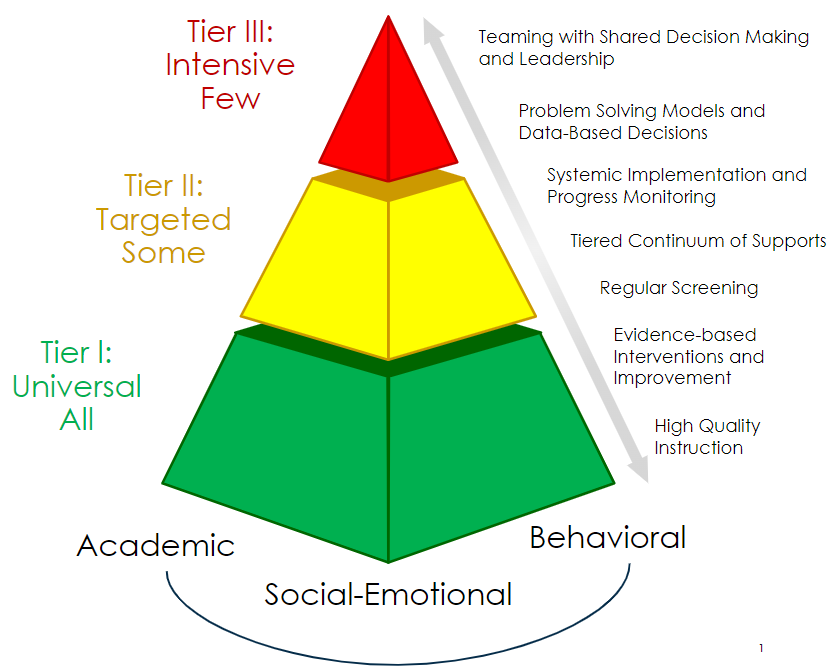 Tier III:
Intensive
Few
Teaming with Shared Decision Making
and Leadership
Problem Solving Models and
Data-Based Decisions
Tier II:
Targeted
Some
Systemic Implementation and
Progress Monitoring
Tiered Continuum of Supports
Regular Screening
Tier I:
Universal
All
Evidence-based
Interventions and
Improvement
High Quality
Instruction
Academic
Behavioral
Social-Emotional
1